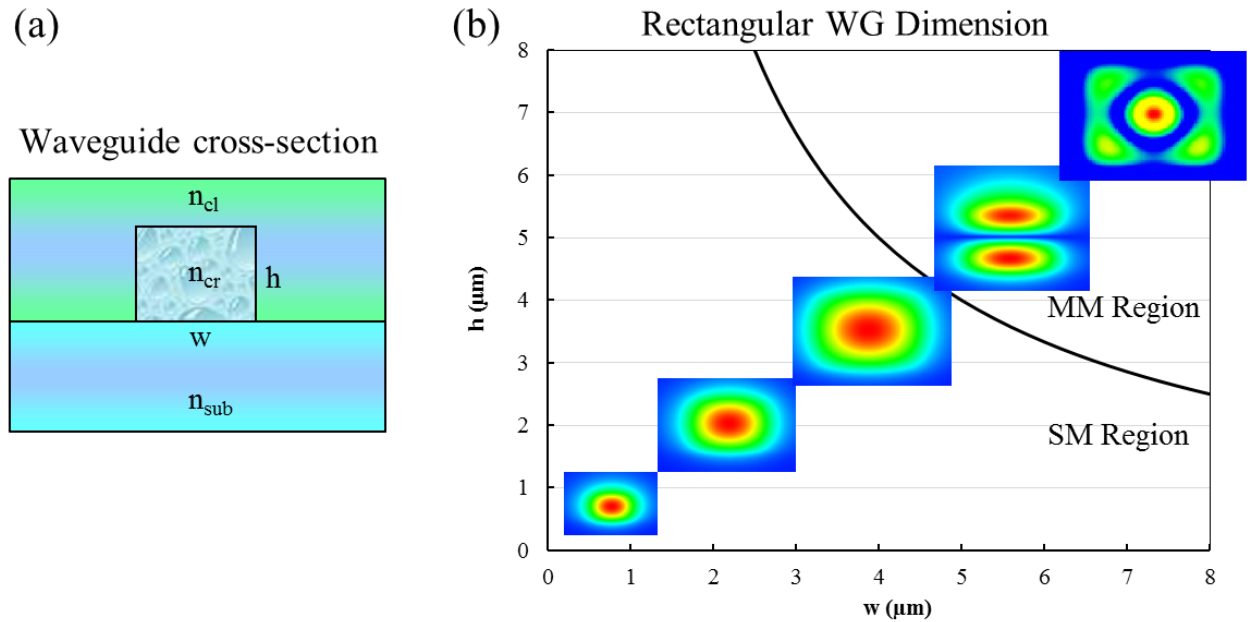 (a)
Waveguide cross-section
n_cl
n_cr
h
w
n_sub
(b)
Rectangular WG Dimension
8
7
6
5
4
3
2
1
0
h (µm)
MM Region
SM Region
0 1 2 3 4 5 6 7 8
w (µm)